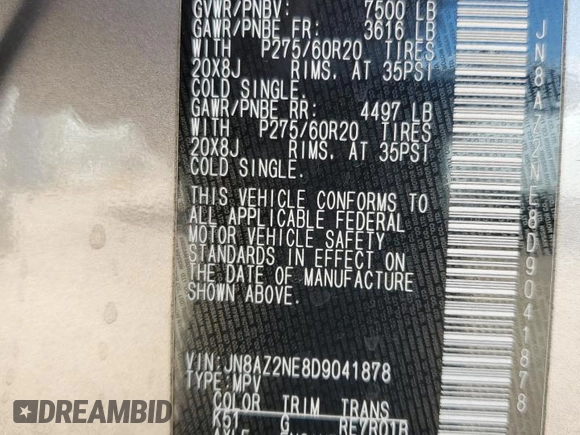 GVWR/PNBV: 7500 LB
GAWR/PNBE FR: 3616 LB
WITH P275/60R20 TIRES
20X8J RIMS, AT 35PSI
COLD SINGLE.
GAWR/PNBE RR: 4497 LB
WITH P275/60R20 TIRES
20X8J RIMS, AT 35PSI
COLD SINGLE.
THIS VEHICLE CONFORMS TO
ALL APPLICABLE FEDERAL
MOTOR VEHICLE SAFETY
STANDARDS IN EFFECT ON
THE DATE OF MANUFACTURE
SHOWN ABOVE.
VIN: JN8AZ2NE8D9041878
TYPE: MPV
COLOR TRIM TRANS
K51 G RE7R01B
JN8AZ2NE8D9041878
DREAMBID